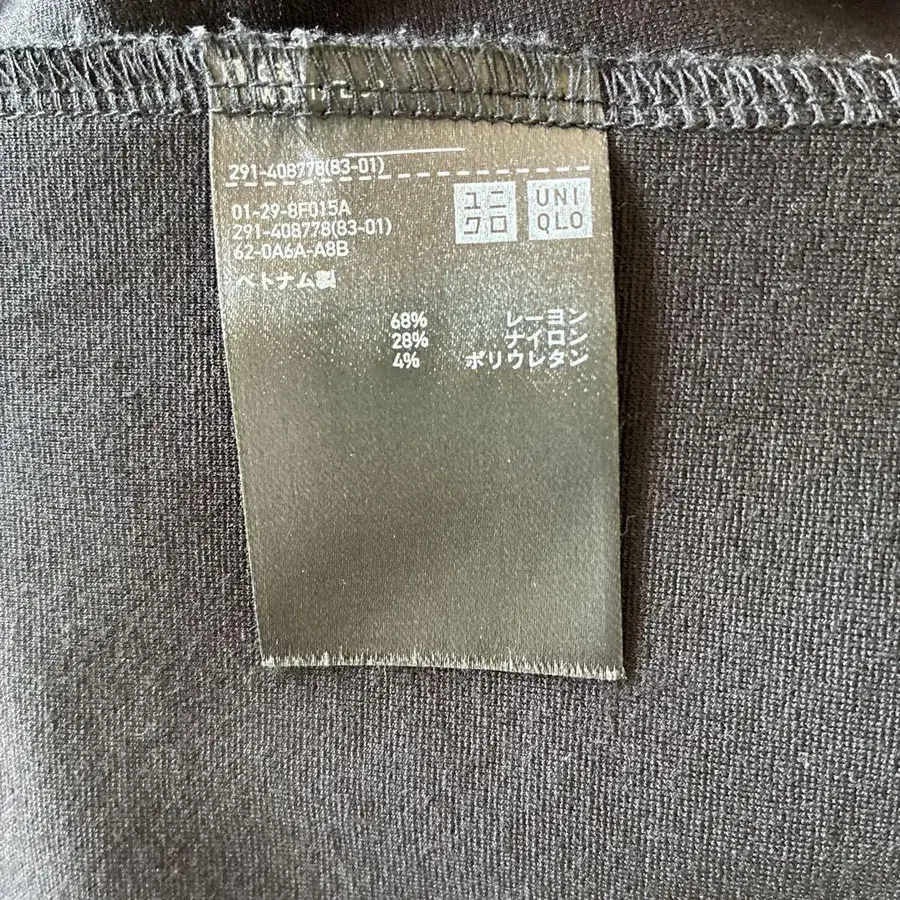 291-408778(83-01)
ユニ
クロ
UNI
QLO
01-29-8F015A
291-408778(83-01)
62-0A6A-A8B
ベトナム製
68% レーヨン
28% ナイロン
4% ポリウレタン